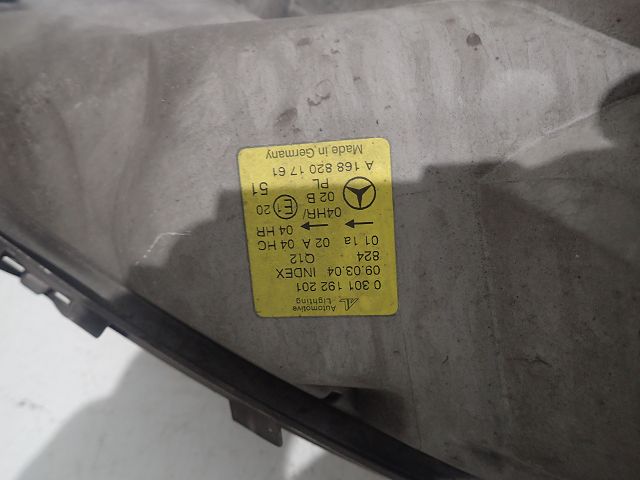 Automotive
Lighting
0 301 192 201
09.03.04 INDEX
824 Q12
01 1a 02 A 04 HC
04 HR
04HR/
02 B
PL
E1 20
51
A 168 820 17 61
Made in Germany